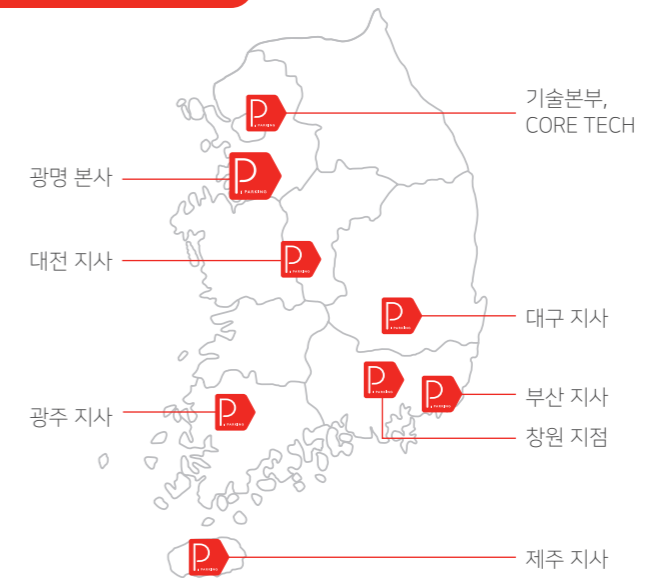 기술본부,
CORE TECH
광명 본사
대전 지사
대구 지사
부산 지사
광주 지사
창원 지점
제주 지사